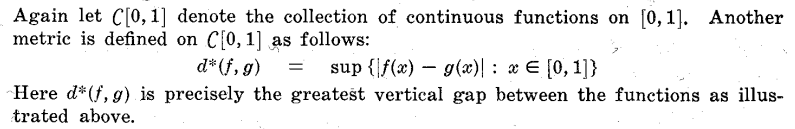 Again let C[0,1] denote the collection of continuous functions on [0,1]. Another
metric is defined on C[0,1] as follows:
d*(f, g) = sup {|f(x) − g(x)| : x ∈ [0,1]}
Here d*(f, g) is precisely the greatest vertical gap between the functions as illus-
trated above.